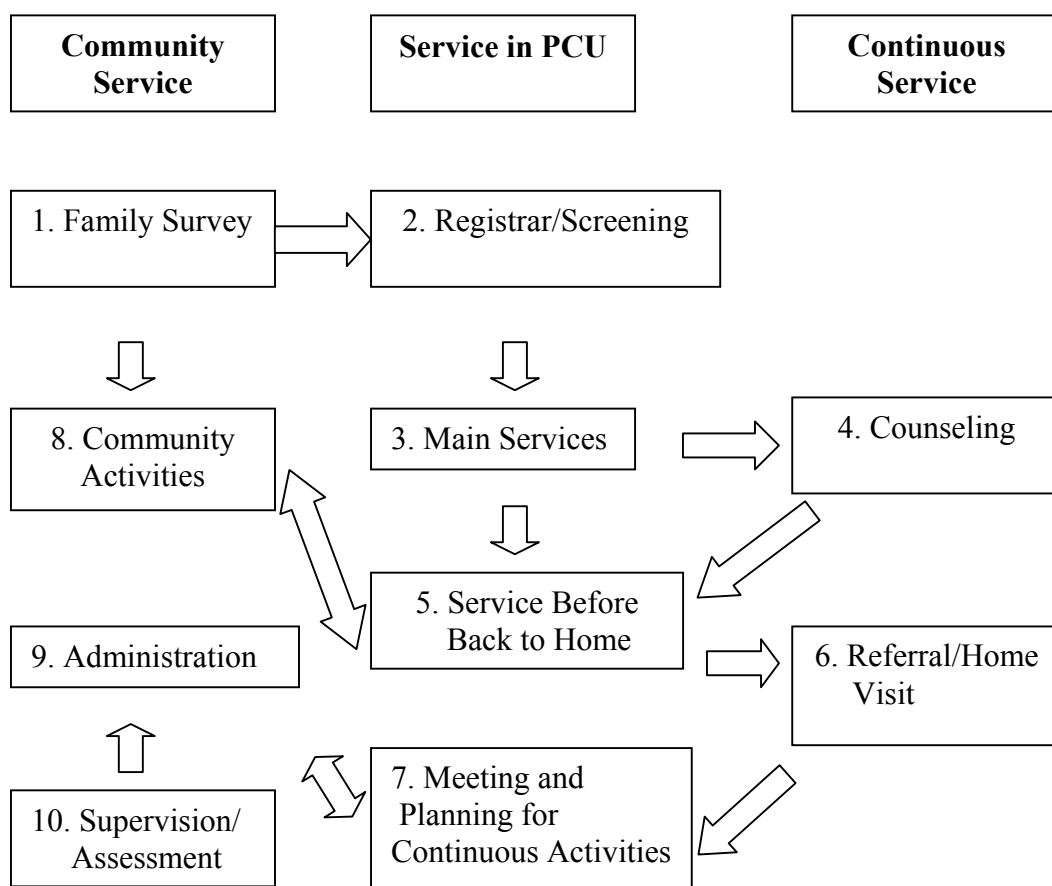 Community
Service
Service in PCU
Continuous
Service
1. Family Survey
2. Registrar/Screening
8. Community
Activities
3. Main Services
4. Counseling
5. Service Before
Back to Home
9. Administration
6. Referral/Home
Visit
10. Supervision/
Assessment
7. Meeting and
Planning for
Continuous Activities